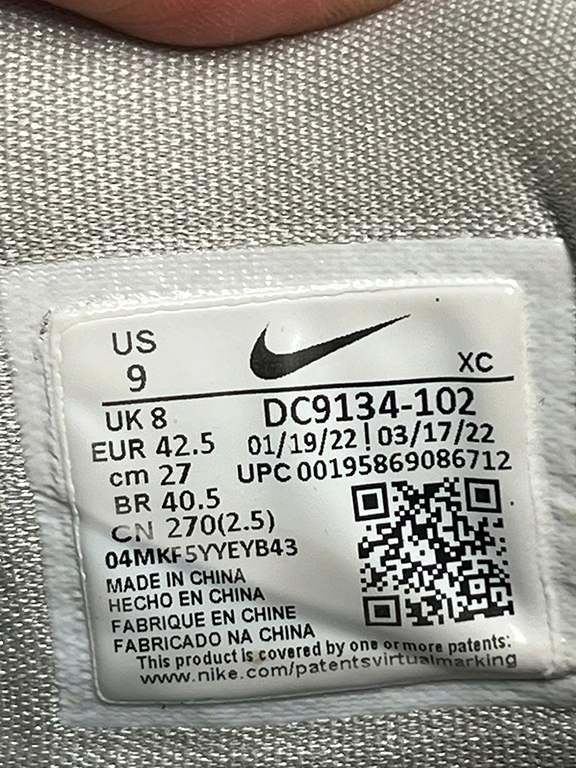 US
9
XC
UK 8
DC9134-102
EUR 42.5
01/19/22 | 03/17/22
cm 27
UPC 00195869086712
BR 40.5
CN 270(2.5)
04MKF5YYEYB43
MADE IN CHINA
HECHO EN CHINA
FABRIQUE EN CHINE
FABRICADO NA CHINA
This product is covered by one or more patents:
www.nike.com/patentsvirtualmarking